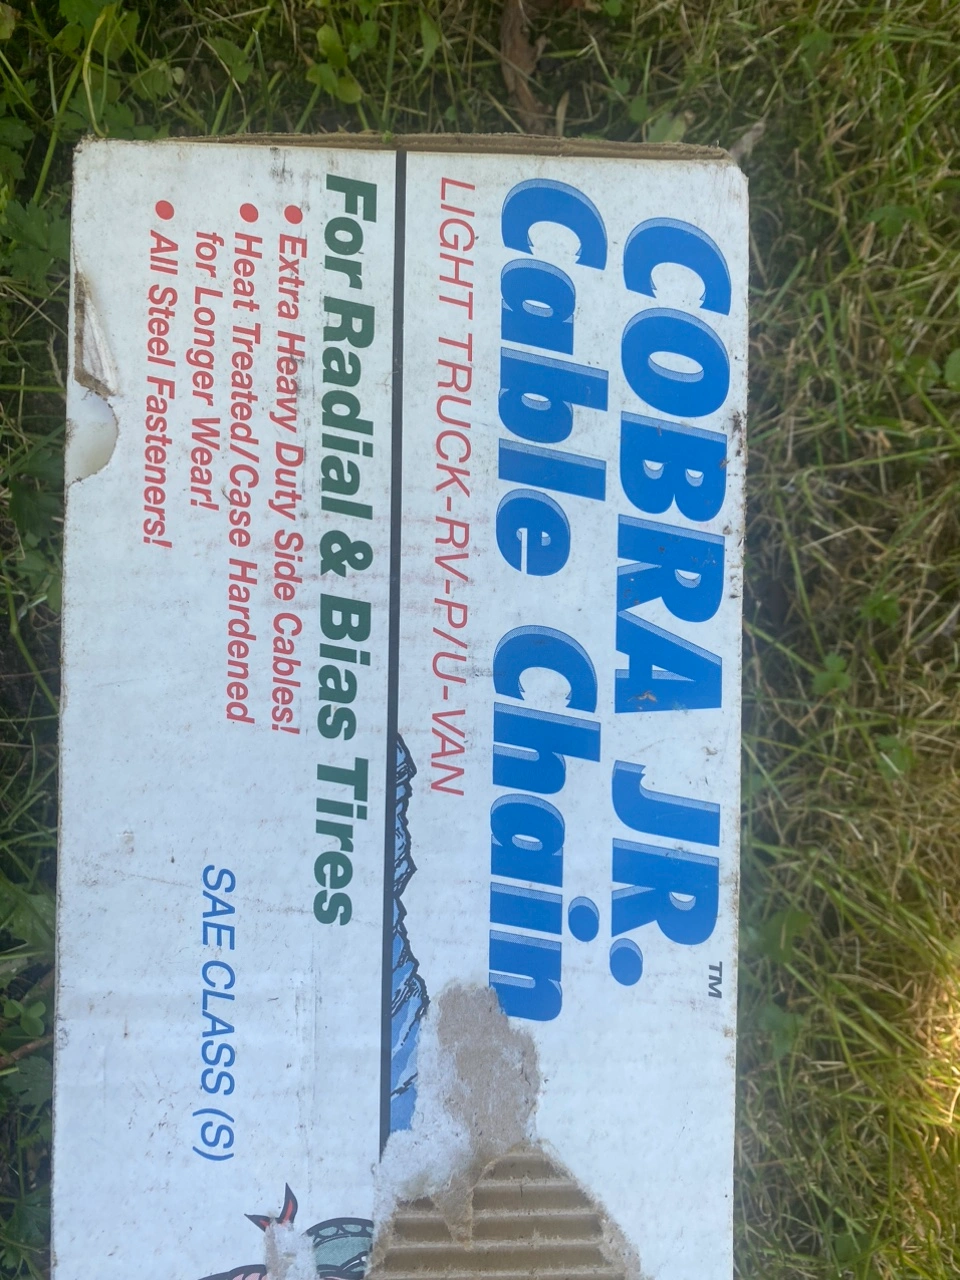 COBRA JR.™
Cable Chain
LIGHT TRUCK-RV-P/U-VAN
For Radial & Bias Tires
• Extra Heavy Duty Side Cables!
• Heat Treated/Case Hardened
for Longer Wear!
• All Steel Fasteners!
SAE CLASS (S)